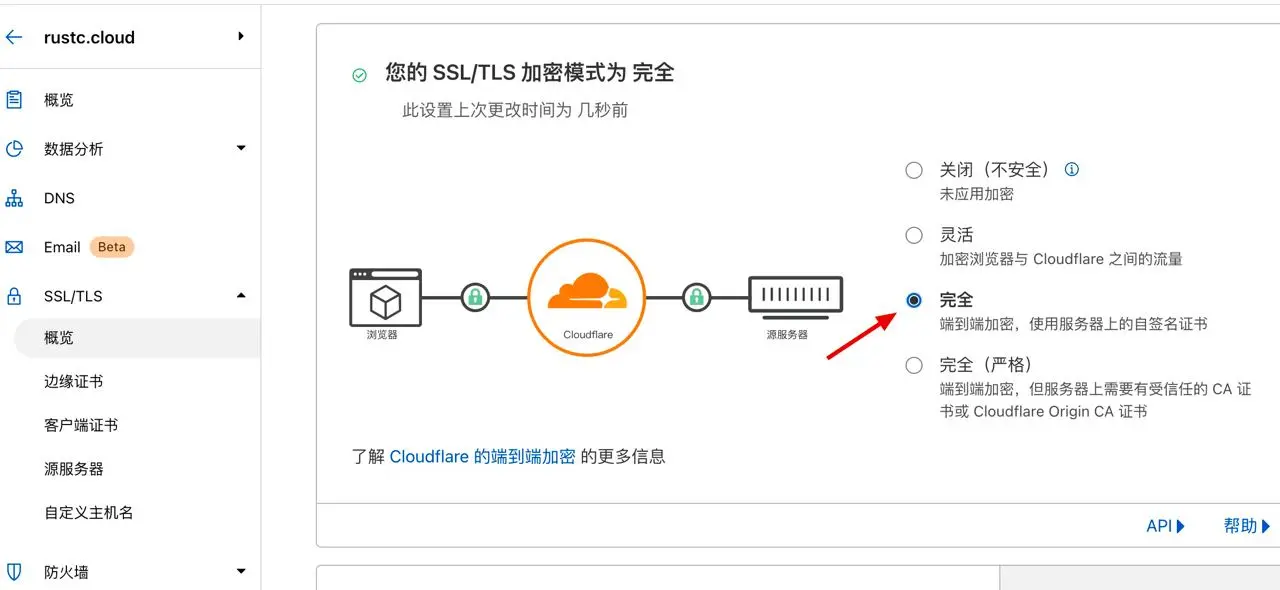 rustc.cloud
概览
数据分析
DNS
Email Beta
SSL/TLS
概览
边缘证书
客户端证书
源服务器
自定义主机名
防火墙
您的 SSL/TLS 加密模式为 完全
此设置上次更改时间为 几秒前
浏览器
Cloudflare
源服务器
关闭（不安全）
未应用加密
灵活
加密浏览器与 Cloudflare 之间的流量
完全
端到端加密，使用服务器上的自签名证书
完全（严格）
端到端加密，但服务器上需要有受信任的 CA 证
书或 Cloudflare Origin CA 证书
了解 Cloudflare 的端到端加密 的更多信息
API
帮助